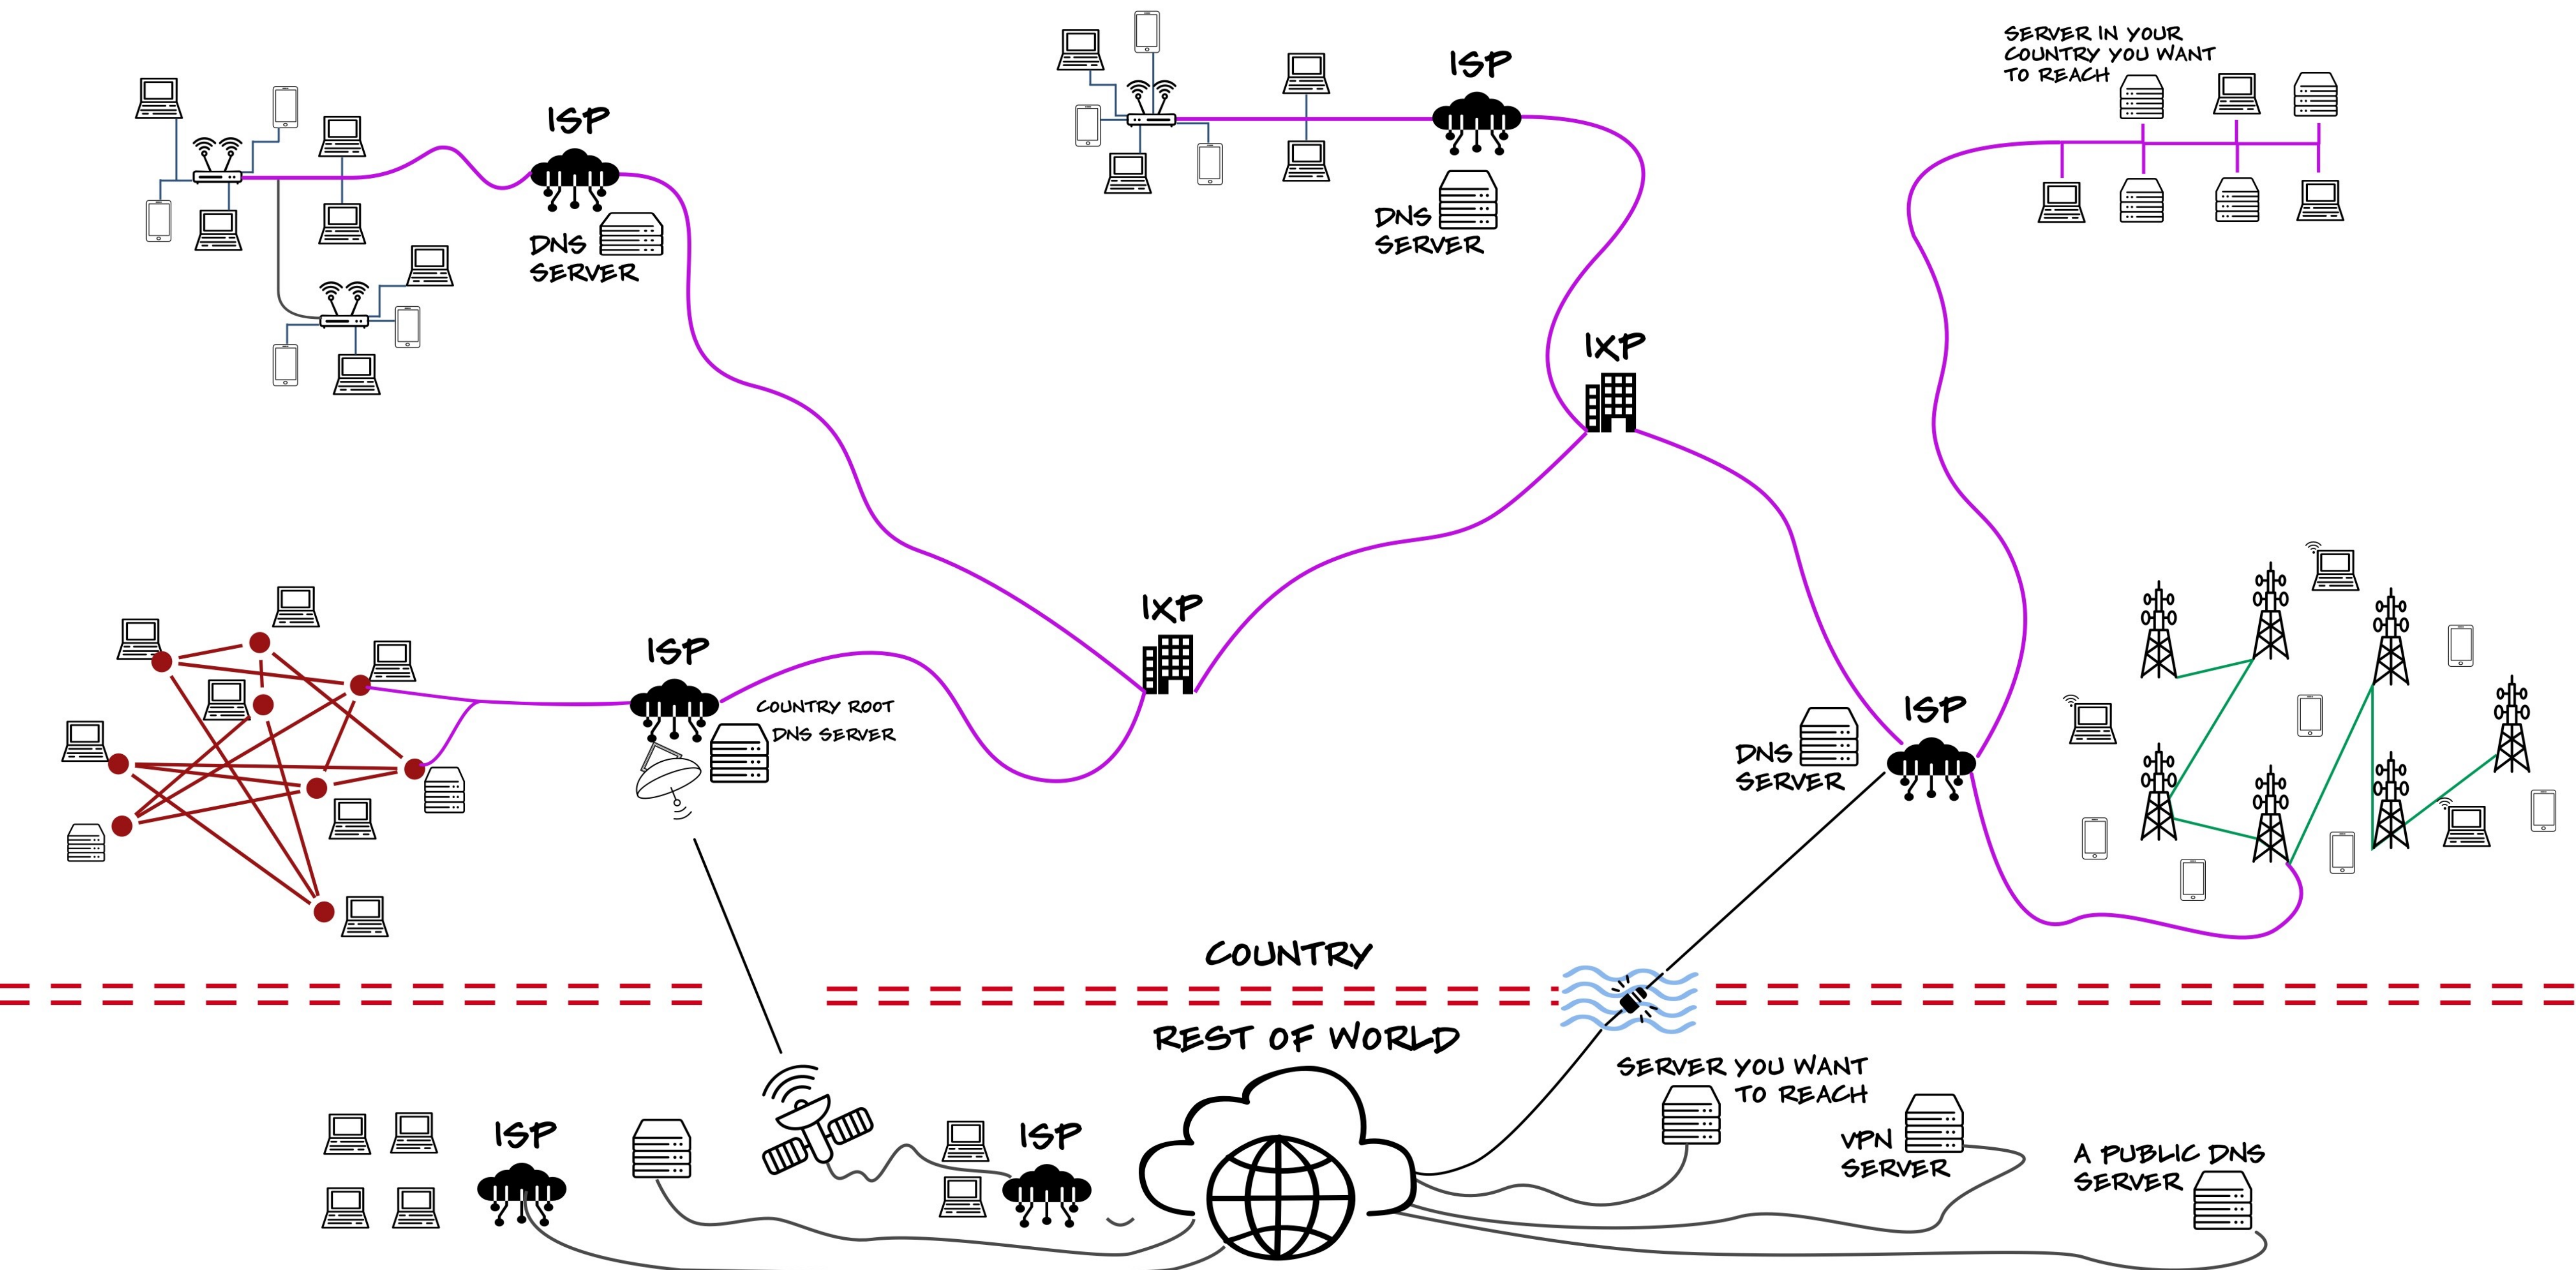 SERVER IN YOUR
COUNTRY YOU WANT
TO REACH
ISP
ISP
DNS
SERVER
DNS
SERVER
IXP
IXP
ISP
COUNTRY ROOT
DNS SERVER
ISP
DNS
SERVER
COUNTRY
REST OF WORLD
SERVER YOU WANT
TO REACH
ISP
ISP
VPN
SERVER
A PUBLIC DNS
SERVER